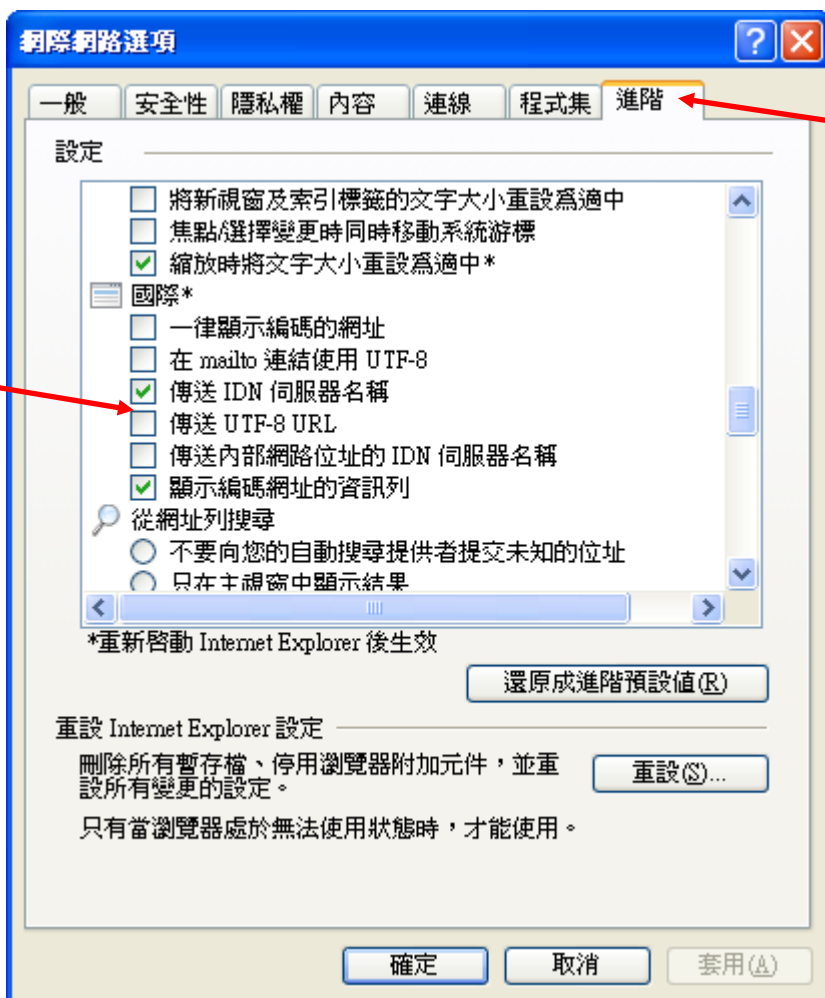 網際網路選項
一般 安全性 隱私權 內容 連線 程式集 進階
設定
將新視窗及索引標籤的文字大小重設爲適中
焦點/選擇變更時同時移動系統游標
縮放時將文字大小重設爲適中*
國際*
一律顯示編碼的網址
在 mailto 連結使用 UTF-8
傳送 IDN 伺服器名稱
傳送 UTF-8 URL
傳送內部網路位址的 IDN 伺服器名稱
顯示編碼網址的資訊列
從網址列搜尋
不要向您的自動搜尋提供者提交未知的位址
只在主視窗中顯示結果
*重新啓動 Internet Explorer 後生效
還原成進階預設值(R)
重設 Internet Explorer 設定
刪除所有暫存檔、停用瀏覽器附加元件，並重
設所有變更的設定。
重設(S)...
只有當瀏覽器處於無法使用狀態時，才能使用。
確定 取消 套用(A)